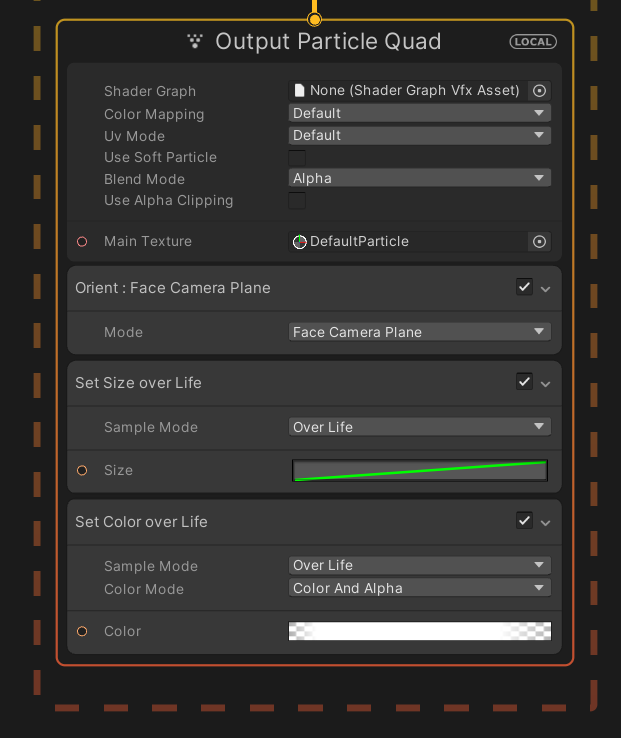 Output Particle Quad LOCAL
Shader Graph None (Shader Graph Vfx Asset)
Color Mapping Default
Uv Mode Default
Use Soft Particle
Blend Mode Alpha
Use Alpha Clipping
Main Texture DefaultParticle
Orient : Face Camera Plane
Mode Face Camera Plane
Set Size over Life
Sample Mode Over Life
Size
Set Color over Life
Sample Mode Over Life
Color Mode Color And Alpha
Color